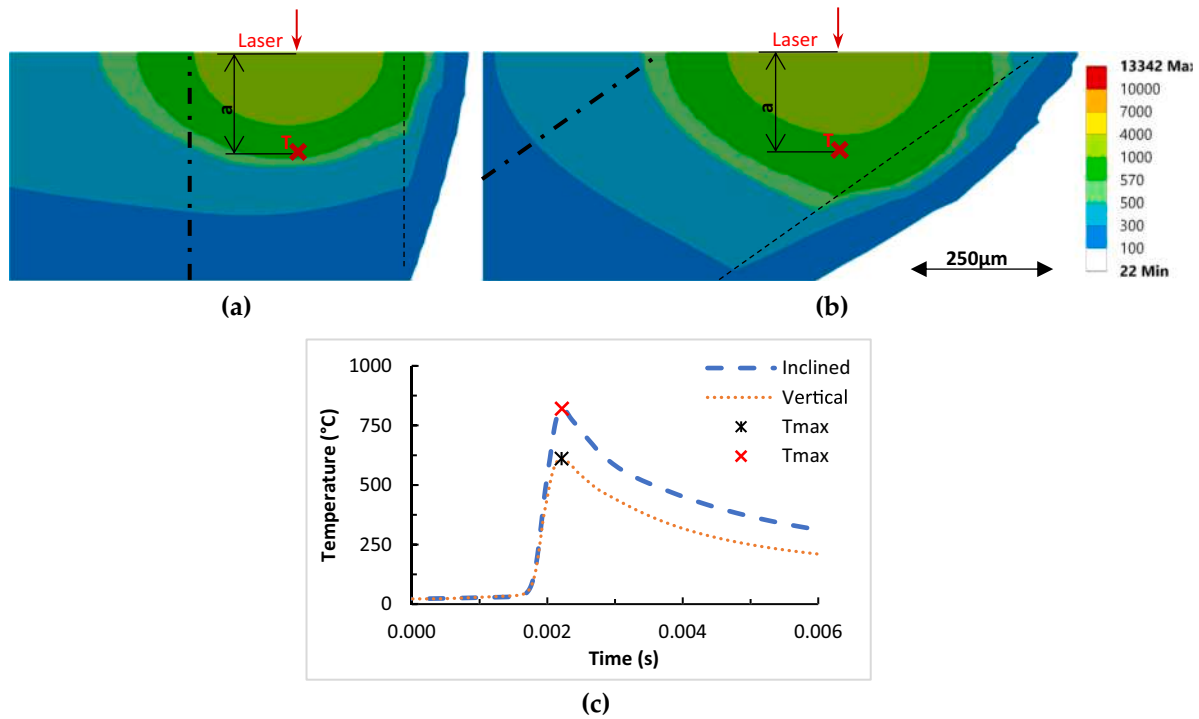 Laser
a
T
(a)
Laser
a
T
250µm
(b)
13342 Max
10000
7000
4000
1000
570
500
300
100
22 Min
1000
750
500
250
0
Temperature (°C)
0.000
0.002
0.004
0.006
Time (s)
Inclined
Vertical
Tmax
Tmax
(c)